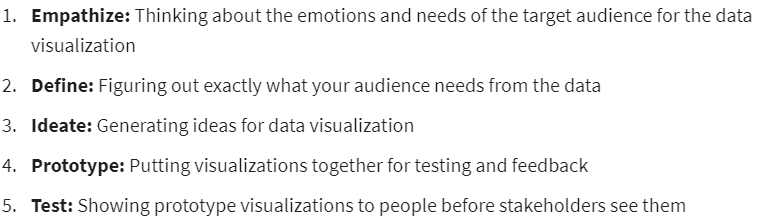 1. Empathize: Thinking about the emotions and needs of the target audience for the data
visualization
2. Define: Figuring out exactly what your audience needs from the data
3. Ideate: Generating ideas for data visualization
4. Prototype: Putting visualizations together for testing and feedback
5. Test: Showing prototype visualizations to people before stakeholders see them